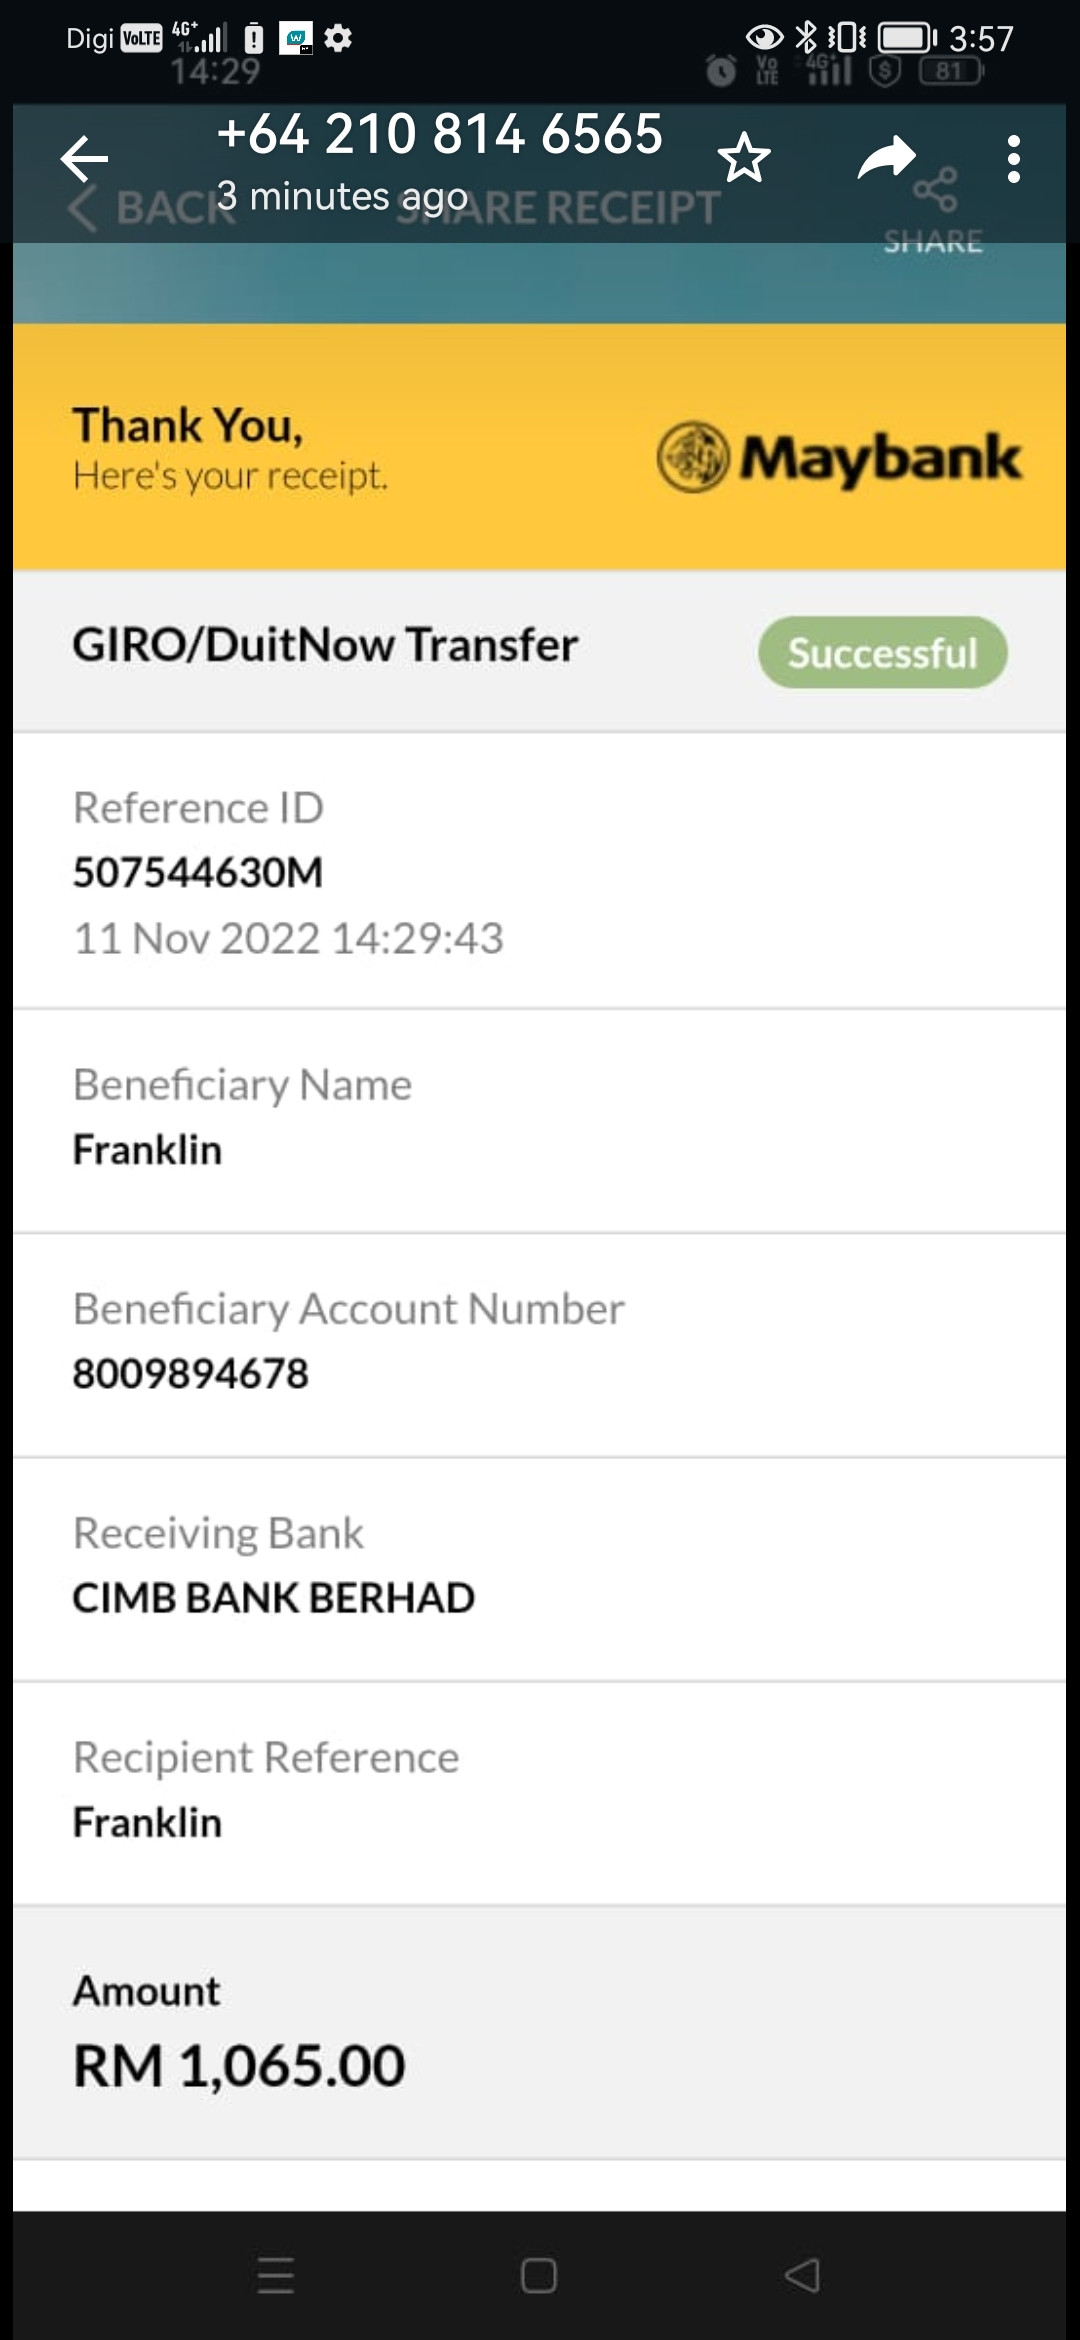 Digi VoLTE 4G+ 3:57
14:29 Vo LTE 4G+ 81
+64 210 814 6565
3 minutes ago
BACK SHARE RECEIPT
SHARE
Thank You,
Here's your receipt.
Maybank
GIRO/DuitNow Transfer
Successful
Reference ID
507544630M
11 Nov 2022 14:29:43
Beneficiary Name
Franklin
Beneficiary Account Number
8009894678
Receiving Bank
CIMB BANK BERHAD
Recipient Reference
Franklin
Amount
RM 1,065.00